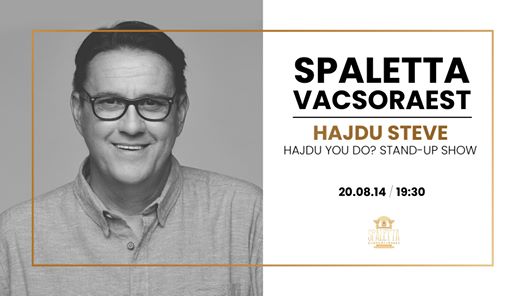 SPALETTA
VACSORAEST
HAJDU STEVE
HAJDU YOU DO? STAND-UP SHOW
20.08.14 / 19:30
SPALETTA